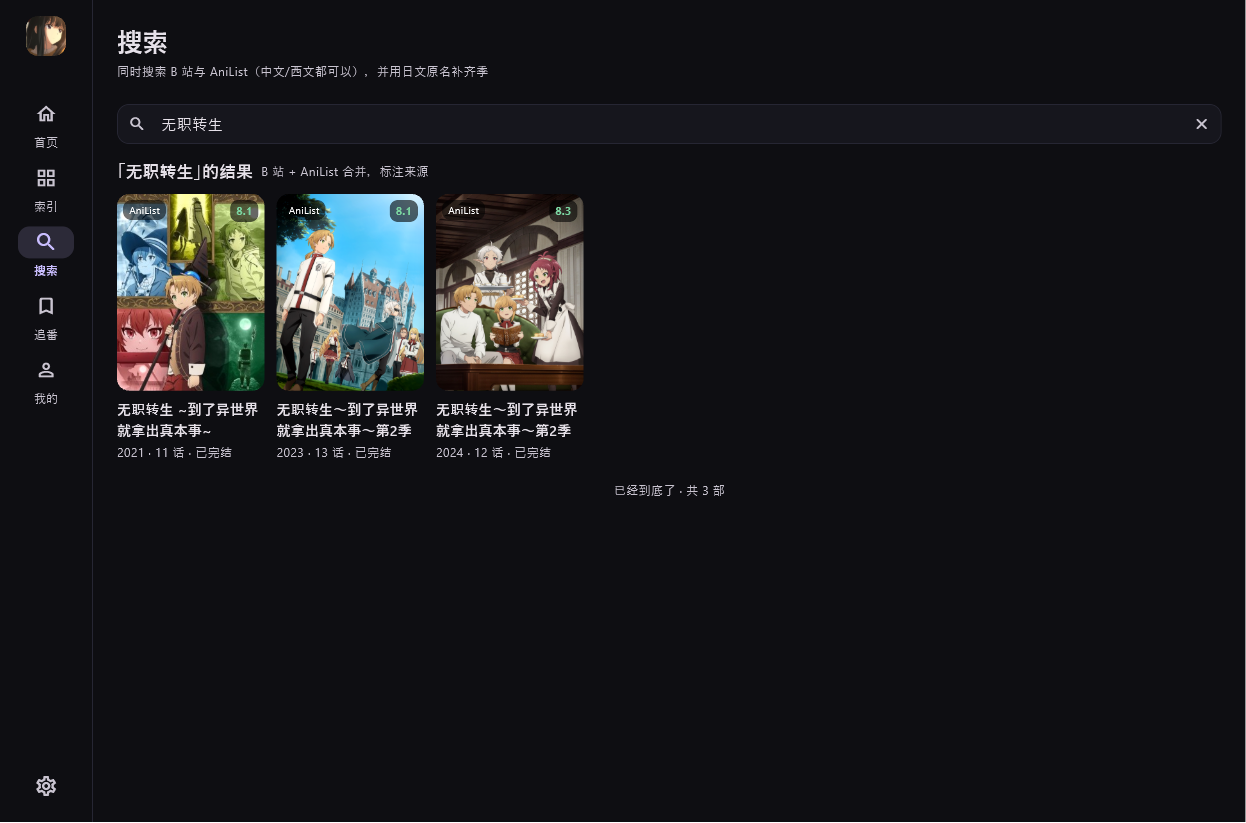 搜索
同时搜索 B 站与 AniList（中文/西文都可以），并用日文原名补齐季
无职转生
首页
索引
搜索
追番
我的
「无职转生」的结果 B 站 + AniList 合并，标注来源
AniList 8.1
AniList 8.1
AniList 8.3
无职转生 ~到了异世界
就拿出真本事~
2021 · 11 话 · 已完结
无职转生～到了异世界
就拿出真本事～第2季
2023 · 13 话 · 已完结
无职转生～到了异世界
就拿出真本事～第2季
2024 · 12 话 · 已完结
已经到底了 · 共 3 部